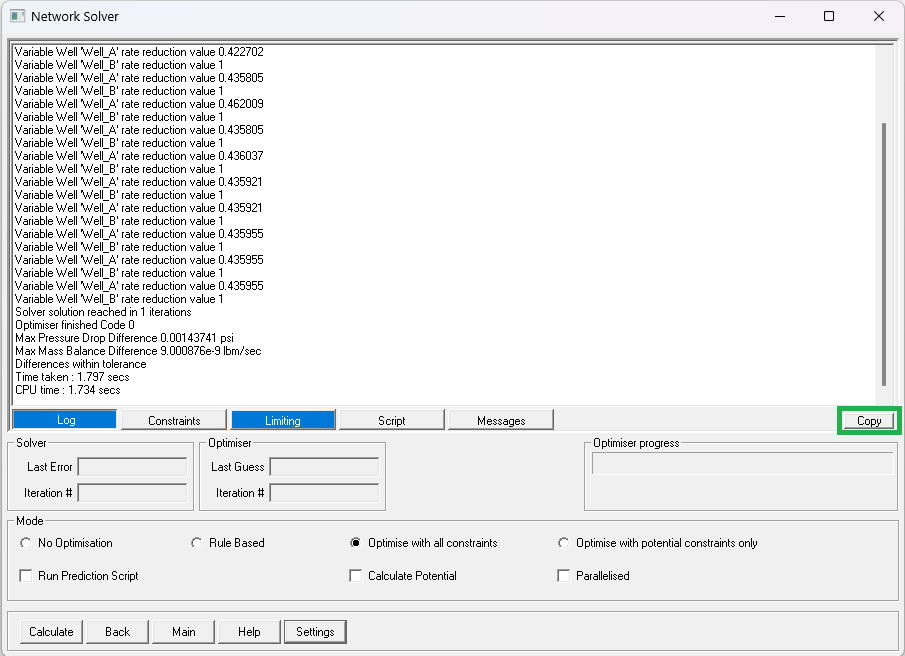 Network Solver
Variable Well 'Well_A' rate reduction value 0.422702
Variable Well 'Well_B' rate reduction value 1
Variable Well 'Well_A' rate reduction value 0.435805
Variable Well 'Well_B' rate reduction value 1
Variable Well 'Well_A' rate reduction value 0.462009
Variable Well 'Well_B' rate reduction value 1
Variable Well 'Well_A' rate reduction value 0.435805
Variable Well 'Well_B' rate reduction value 1
Variable Well 'Well_A' rate reduction value 0.436037
Variable Well 'Well_B' rate reduction value 1
Variable Well 'Well_A' rate reduction value 0.435921
Variable Well 'Well_B' rate reduction value 1
Variable Well 'Well_A' rate reduction value 0.435921
Variable Well 'Well_B' rate reduction value 1
Variable Well 'Well_A' rate reduction value 0.435955
Variable Well 'Well_B' rate reduction value 1
Variable Well 'Well_A' rate reduction value 0.435955
Variable Well 'Well_B' rate reduction value 1
Variable Well 'Well_A' rate reduction value 0.435955
Variable Well 'Well_B' rate reduction value 1
Solver solution reached in 1 iterations
Optimiser finished Code 0
Max Pressure Drop Difference 0.00143741 psi
Max Mass Balance Difference 9.000876e-9 lbm/sec
Differences within tolerance
Time taken : 1.797 secs
CPU time : 1.734 secs
Log Constraints Limiting Script Messages Copy
Solver Optimiser Optimiser progress
Last Error Last Guess
Iteration # Iteration #
Mode
No Optimisation Rule Based Optimise with all constraints Optimise with potential constraints only
Run Prediction Script Calculate Potential Parallelised
Calculate Back Main Help Settings